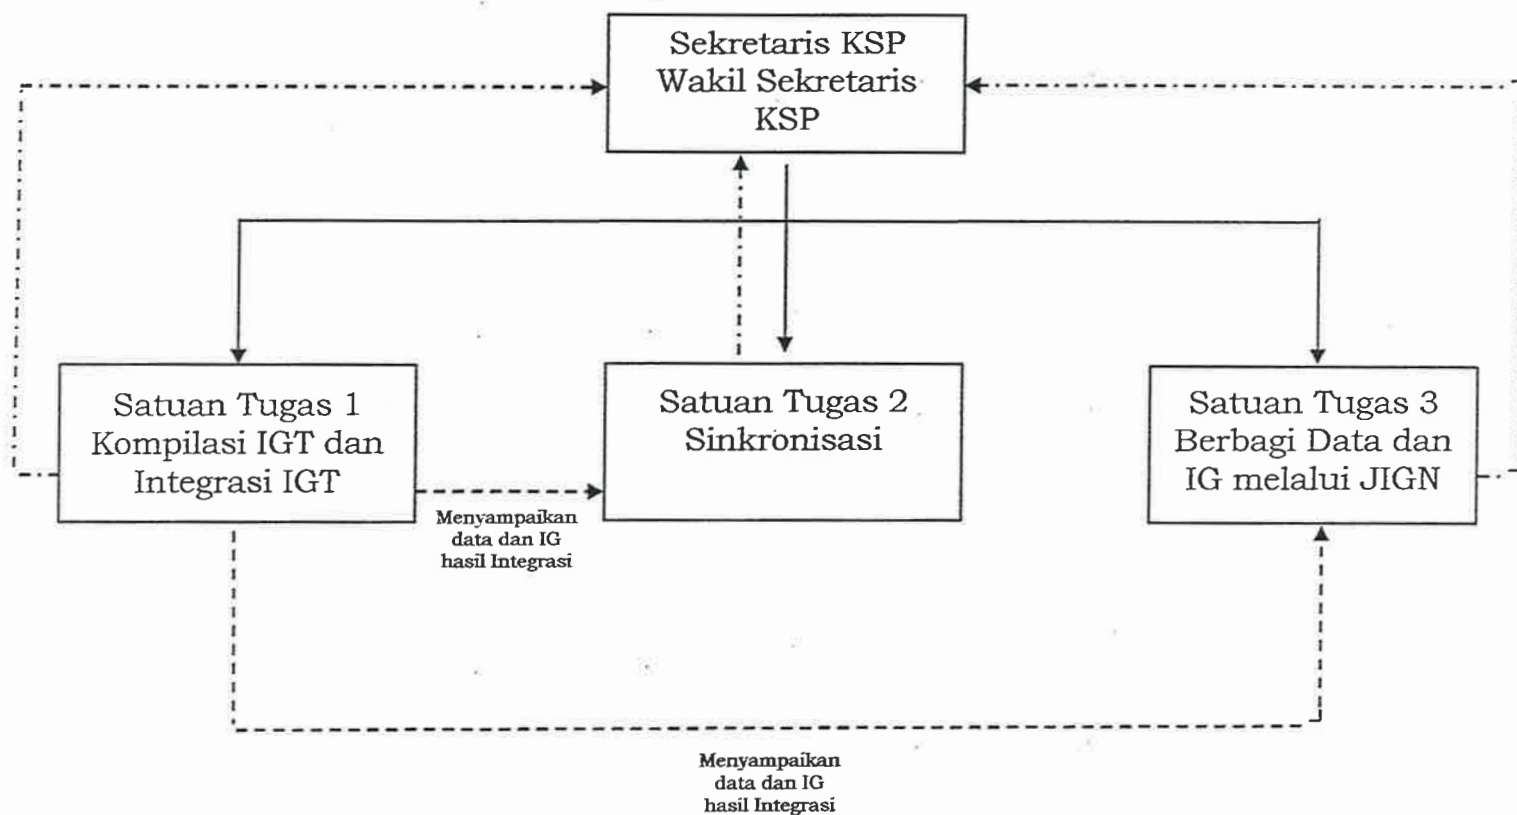 Sekretaris KSP
Wakil Sekretaris
KSP
Satuan Tugas 1
Kompilasi IGT dan
Integrasi IGT
Satuan Tugas 2
Sinkronisasi
Satuan Tugas 3
Berbagi Data dan
IG melalui JIGN
Menyampaikan
data dan IG
hasil Integrasi
Menyampaikan
data dan IG
hasil Integrasi